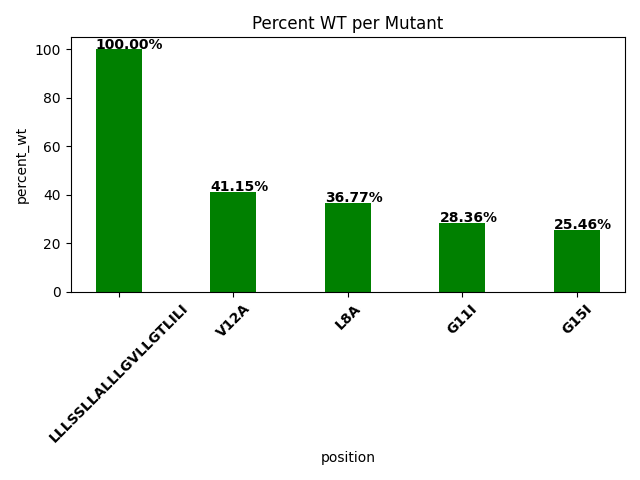 Percent WT per Mutant
percent_wt
100
80
60
40
20
0
100.00%
41.15%
36.77%
28.36%
25.46%
LLLSSLLALLLGVLLGTLILI
V12A
L8A
G11I
G15I
position